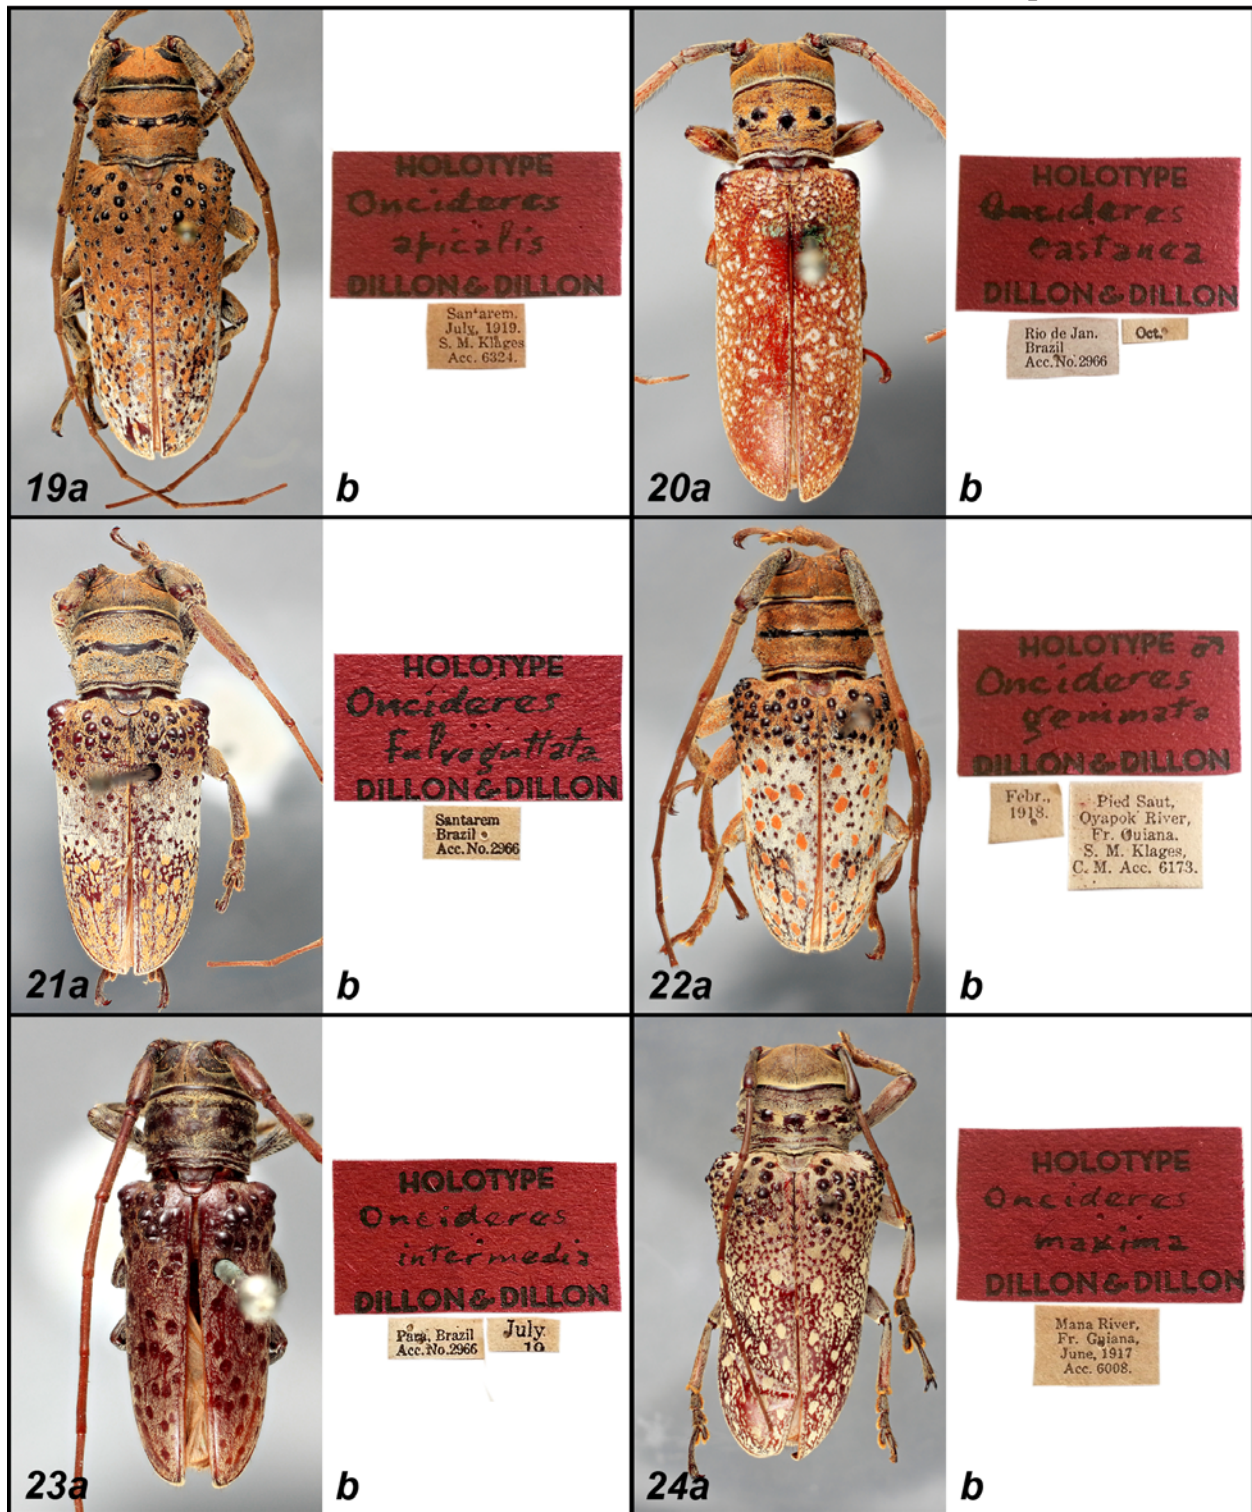 HOLOTYPE
Oncideres
apicalis
DILLON & DILLON
Santarem.
July, 1919.
S. M. Klages
Acc. 6324.
19a
b
HOLOTYPE
Oncideres
castanea
DILLON & DILLON
Rio de Jan.
Brazil
Acc. No. 2966
Oct.
20a
b
HOLOTYPE
Oncideres
fulvoguttata
DILLON & DILLON
Santarem
Brazil
Acc. No. 2966
21a
b
HOLOTYPE ♂
Oncideres
gemmata
DILLON & DILLON
Febr.,
1918.
Pied Saut,
Oyapok River,
Fr. Guiana.
S. M. Klages,
C. M. Acc. 6173.
22a
b
HOLOTYPE
Oncideres
intermedia
DILLON & DILLON
Para, Brazil
Acc. No. 2966
July
19
23a
b
HOLOTYPE
Oncideres
maxima
DILLON & DILLON
Mana River,
Fr. Guiana,
June, 1917
Acc. 6008.
24a
b